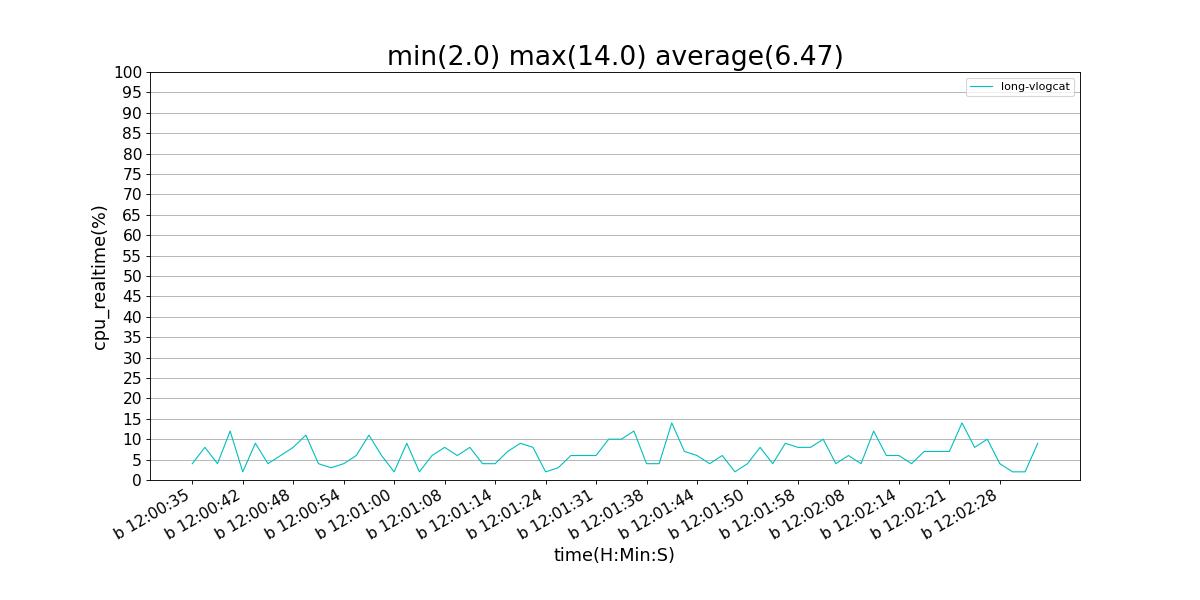 min(2.0) max(14.0) average(6.47)
long-vlogcat
cpu_realtime(%)
100
95
90
85
80
75
70
65
60
55
50
45
40
35
30
25
20
15
10
5
0
b 12:00:35
b 12:00:42
b 12:00:48
b 12:00:54
b 12:01:00
b 12:01:08
b 12:01:14
b 12:01:24
b 12:01:31
b 12:01:38
b 12:01:44
b 12:01:50
b 12:01:58
b 12:02:08
b 12:02:14
b 12:02:21
b 12:02:28
time(H:Min:S)